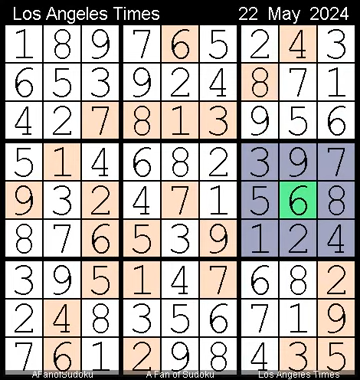 Los Angeles Times 22 May 2024
1 8 9 7 6 5 2 4 3
6 5 3 9 2 4 8 7 1
4 2 7 8 1 3 9 5 6
5 1 4 6 8 2 3 9 7
9 3 2 4 7 1 5 6 8
8 7 6 5 3 9 1 2 4
3 9 5 1 4 7 6 8 2
2 4 8 3 5 6 7 1 9
7 6 1 2 9 8 4 3 5
AFanofSudoku A Fan of Sudoku Los Angeles Times